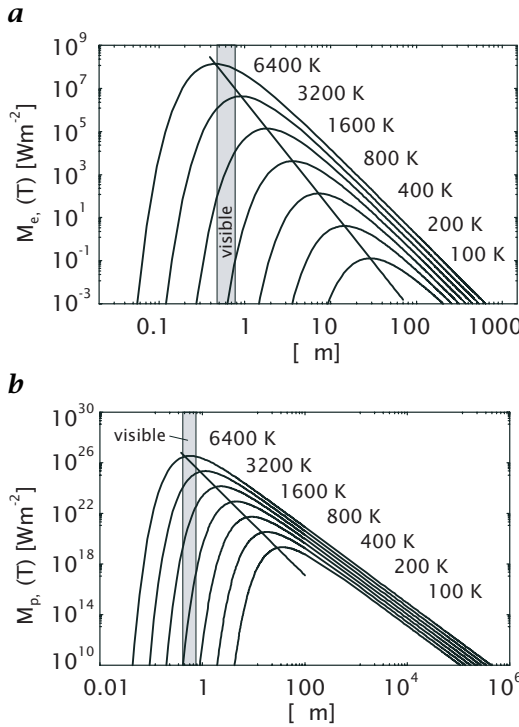 a
10^9
10^7
10^5
10^3
10^1
10^-1
10^-3
M_e, (T) [Wm^-2]
visible
6400 K
3200 K
1600 K
800 K
400 K
200 K
100 K
0.1 1 10 100 1000
[ m]
b
10^30
10^26
10^22
10^18
10^14
10^10
M_p, (T) [Wm^-2]
visible
6400 K
3200 K
1600 K
800 K
400 K
200 K
100 K
0.01 1 100 10^4 10^6
[ m]